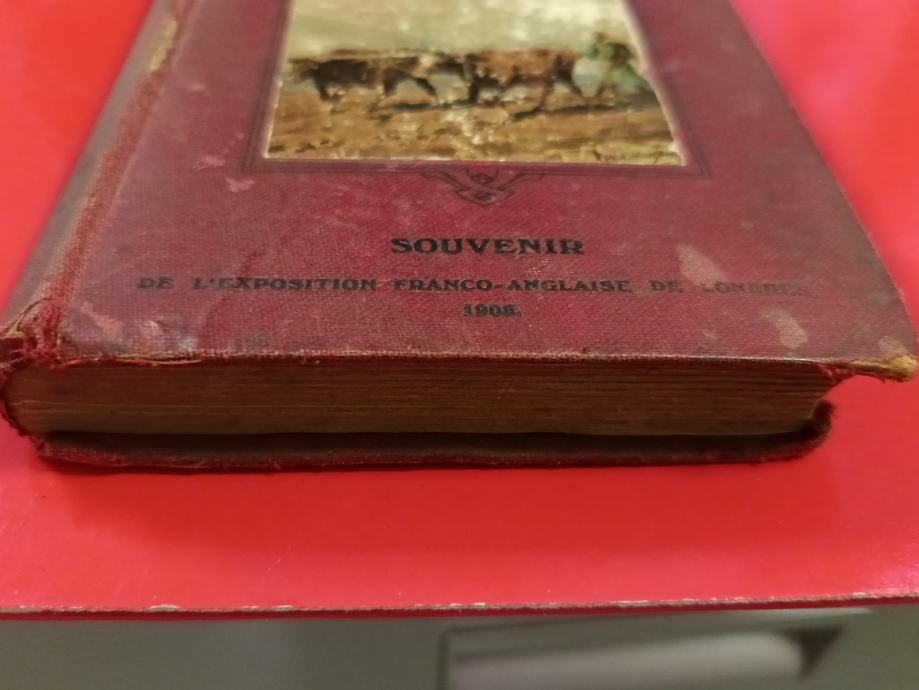 SOUVENIR
DE L'EXPOSITION FRANCO-ANGLAISE DE LONDRES
1908.